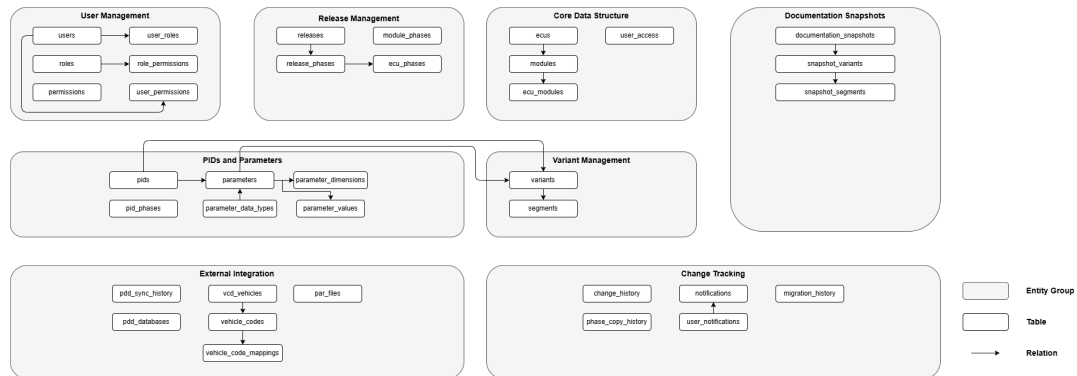 User Management
users
user_roles
roles
role_permissions
permissions
user_permissions
Release Management
releases
module_phases
release_phases
ecu_phases
Core Data Structure
ecus
user_access
modules
ecu_modules
Documentation Snapshots
documentation_snapshots
snapshot_variants
snapshot_segments
PIDs and Parameters
pids
parameters
parameter_dimensions
pid_phases
parameter_data_types
parameter_values
Variant Management
variants
segments
External Integration
pdd_sync_history
vcd_vehicles
par_files
pdd_databases
vehicle_codes
vehicle_code_mappings
Change Tracking
change_history
notifications
migration_history
phase_copy_history
user_notifications
Entity Group
Table
Relation